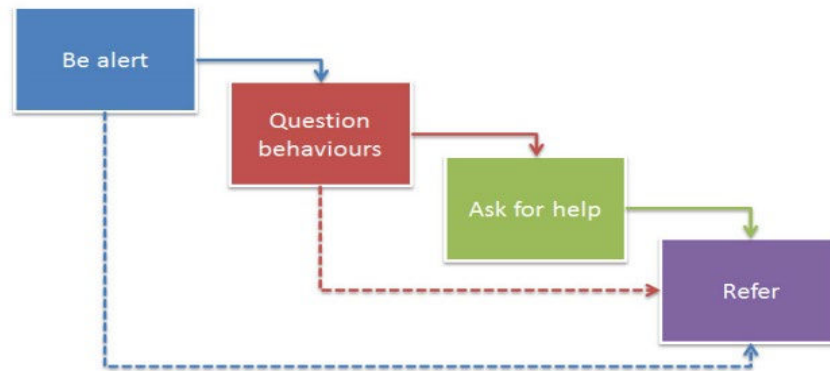 Be alert
Question
behaviours
Ask for help
Refer